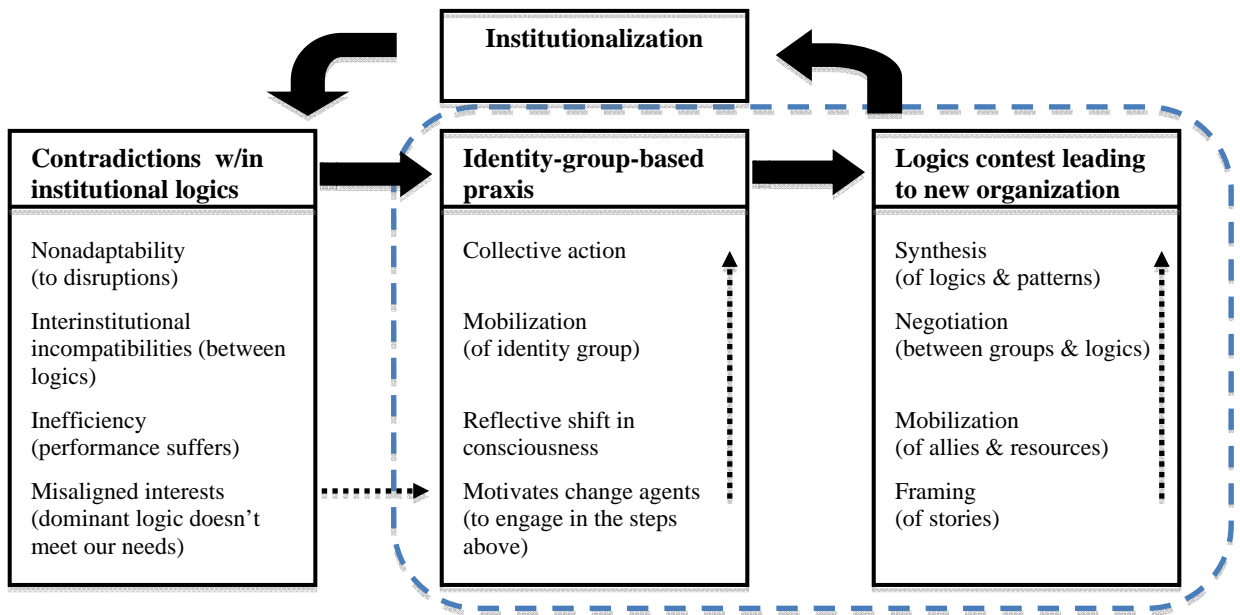 Institutionalization
Contradictions w/in
institutional logics
Nonadaptability
(to disruptions)
Interinstitutional
incompatibilities (between
logics)
Inefficiency
(performance suffers)
Misaligned interests
(dominant logic doesn’t
meet our needs)
Identity-group-based
praxis
Collective action
Mobilization
(of identity group)
Reflective shift in
consciousness
Motivates change agents
(to engage in the steps
above)
Logics contest leading
to new organization
Synthesis
(of logics & patterns)
Negotiation
(between groups & logics)
Mobilization
(of allies & resources)
Framing
(of stories)